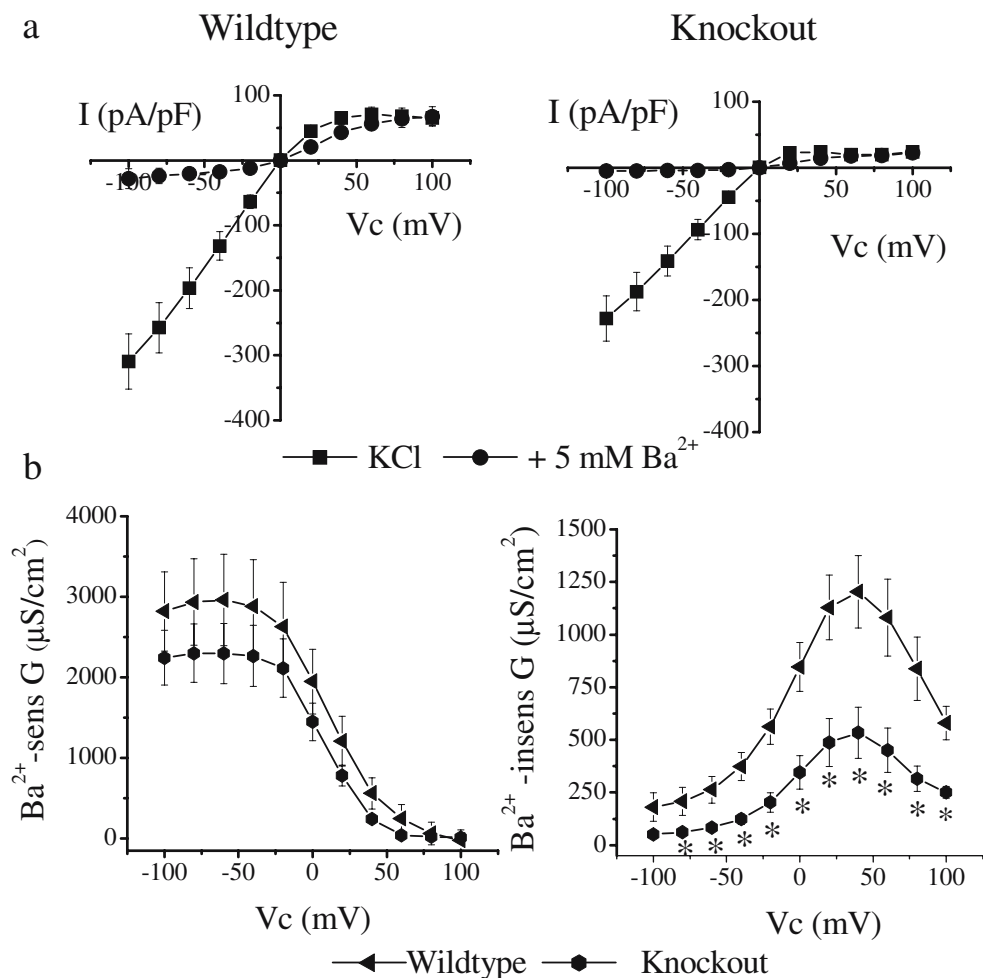 a
Wildtype
Knockout
I (pA/pF)
100
-100
-50
50
100
Vc (mV)
-100
-200
-300
-400
I (pA/pF)
100
-100
-50
50
100
Vc (mV)
-100
-200
-300
-400
KCl + 5 mM Ba²⁺
b
Ba²⁺-sens G (µS/cm²)
4000
3000
2000
1000
0
-100 -50 0 50 100
Vc (mV)
Ba²⁺ -insens G (µS/cm²)
1500
1250
1000
750
500
250
0
* * * * * * * * * *
-100 -50 0 50 100
Vc (mV)
Wildtype Knockout